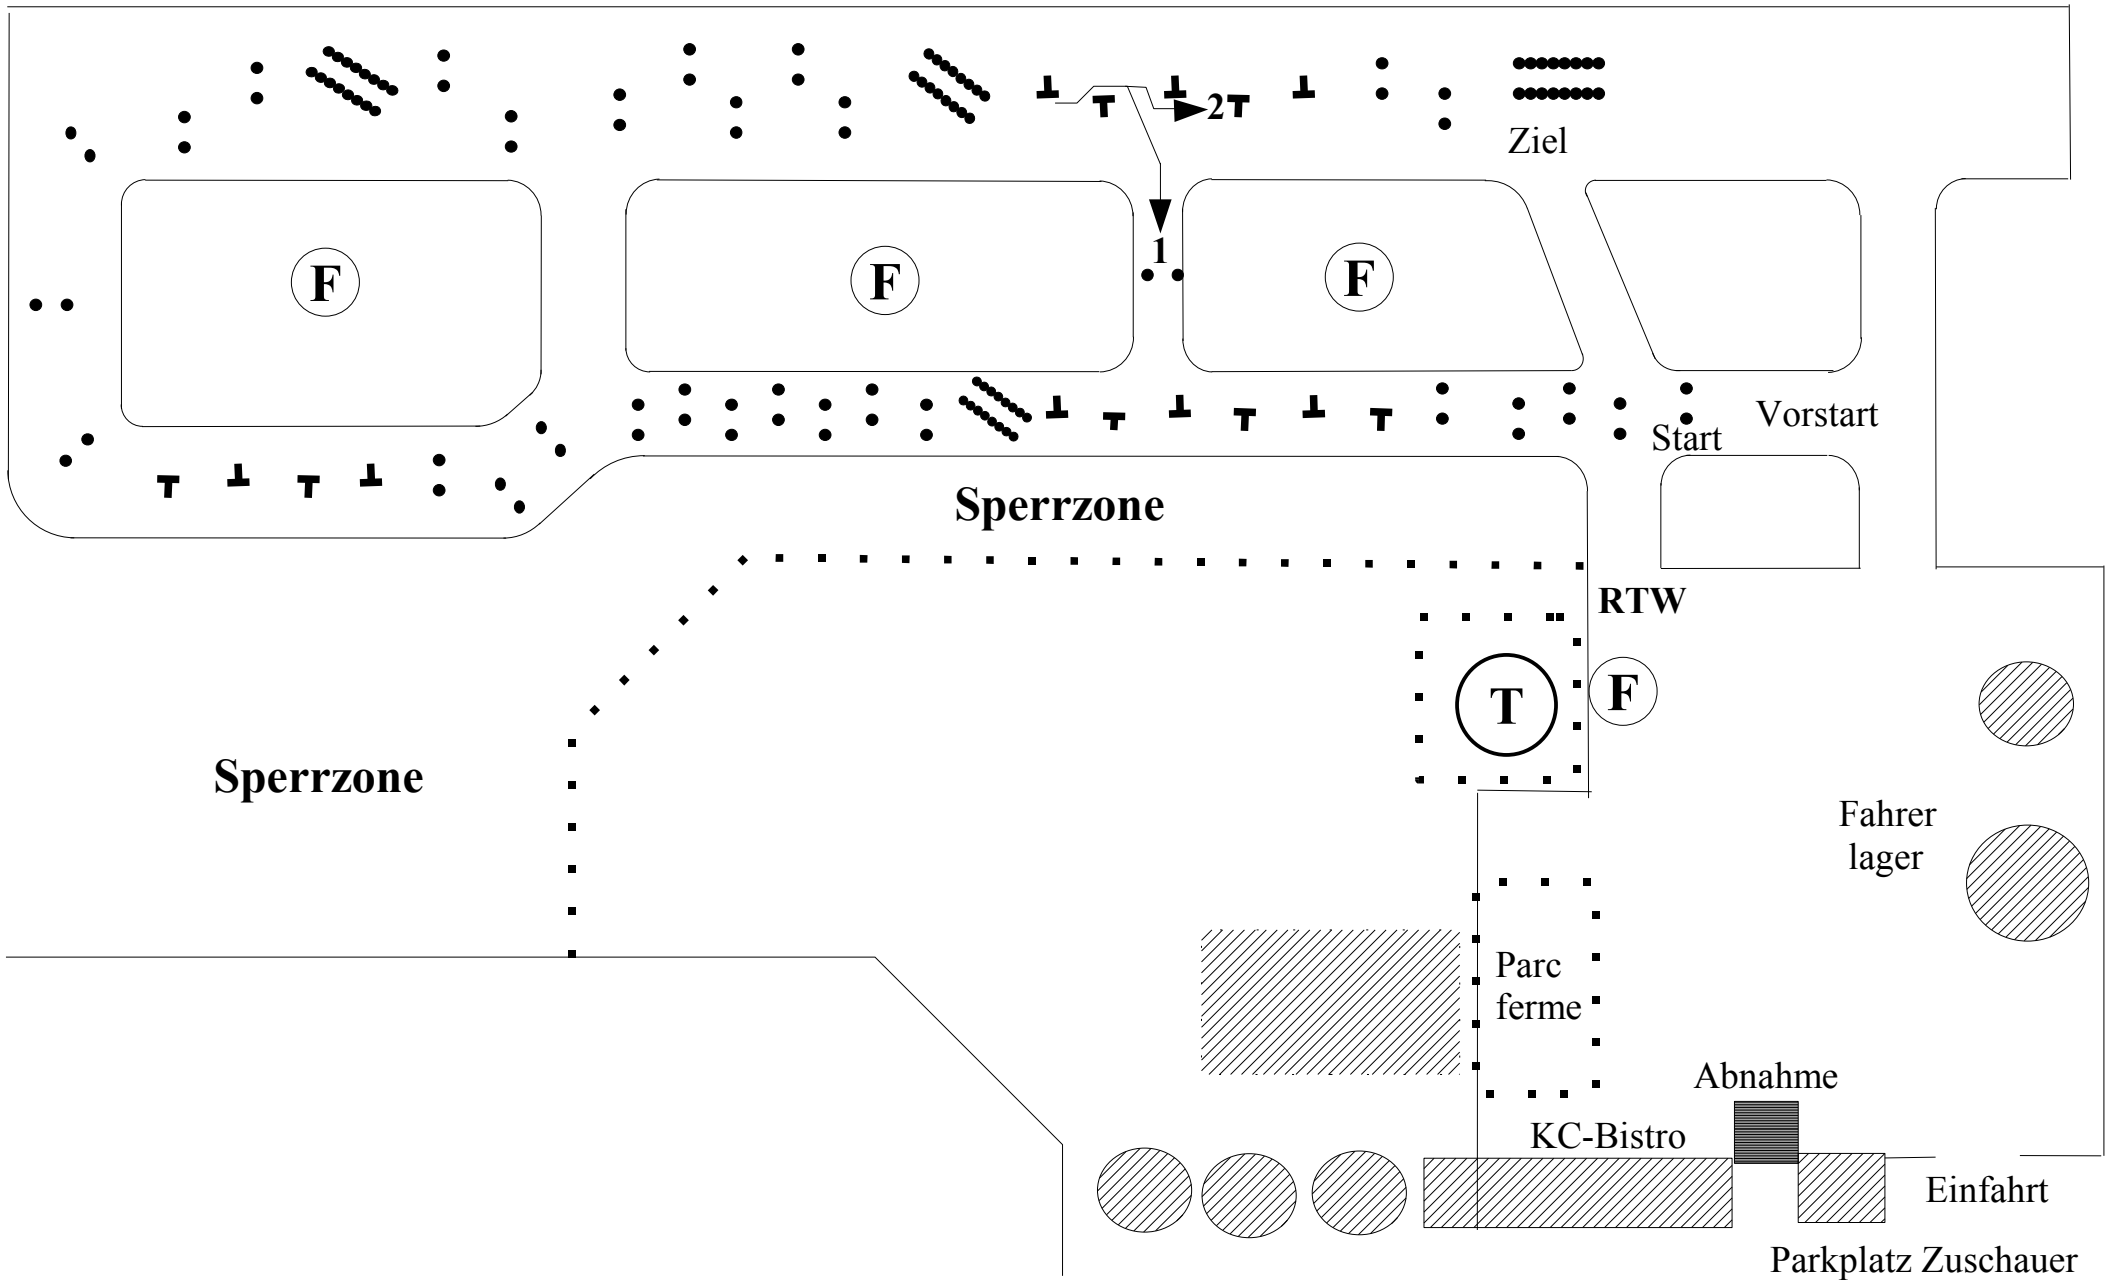 2
Ziel
1
F
F
F
Vorstart
Start
Sperrzone
RTW
T
F
Sperrzone
Fahrer
lager
Parc
ferme
Abnahme
KC-Bistro
Einfahrt
Parkplatz Zuschauer